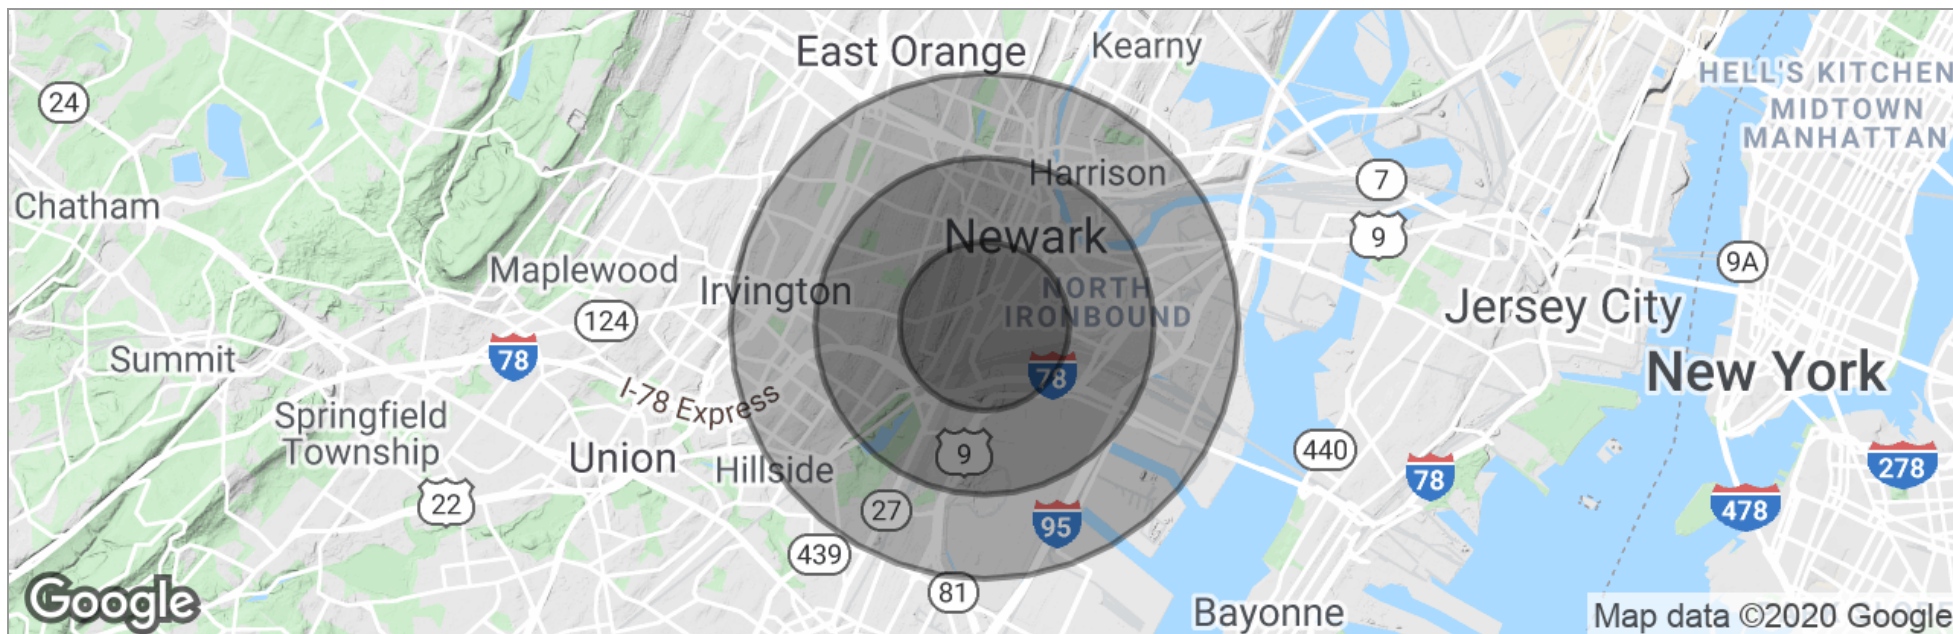 East Orange
Kearny
HELL'S KITCHEN
MIDTOWN
MANHATTAN
24
Harrison
7
Chatham
Newark
9
9A
Maplewood
Irvington
NORTH
IRONBOUND
Jersey City
124
78
Summit
78
New York
I-78 Express
Springfield
Township
Union
Hillside
9
440
78
278
22
27
95
478
439
81
Google
Bayonne
Map data ©2020 Google